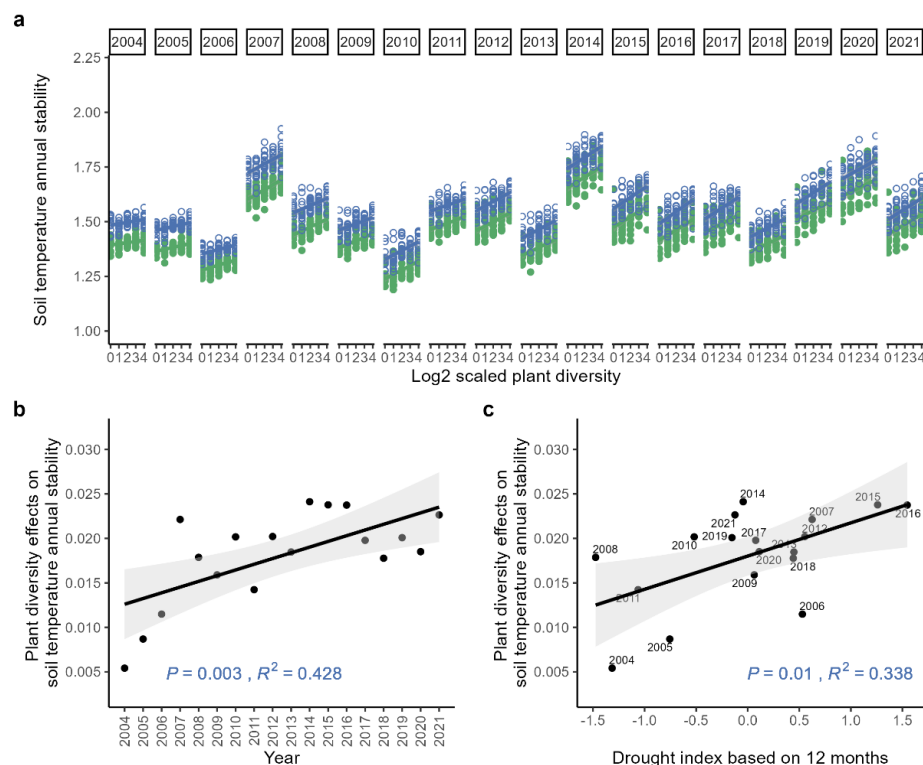 a
2004 2005 2006 2007 2008 2009 2010 2011 2012 2013 2014 2015 2016 2017 2018 2019 2020 2021
Soil temperature annual stability
2.25
2.00
1.75
1.50
1.25
1.00
01234 01234 01234 01234 01234 01234 01234 01234 01234 01234 01234 01234 01234 01234 01234 01234 01234 01234
Log2 scaled plant diversity
b
Plant diversity effects on
soil temperature annual stability
0.030
0.025
0.020
0.015
0.010
0.005
P = 0.003 , R² = 0.428
2004 2005 2006 2007 2008 2009 2010 2011 2012 2013 2014 2015 2016 2017 2018 2019 2020 2021
Year
c
Plant diversity effects on
soil temperature annual stability
0.030
0.025
0.020
0.015
0.010
0.005
2014
2015
2016
2021
2007
2010
2019
2017
2012
2008
2020
2013
2018
2009
2011
2006
2005
2004
P = 0.01 , R² = 0.338
-1.5 -1.0 -0.5 0.0 0.5 1.0 1.5
Drought index based on 12 months